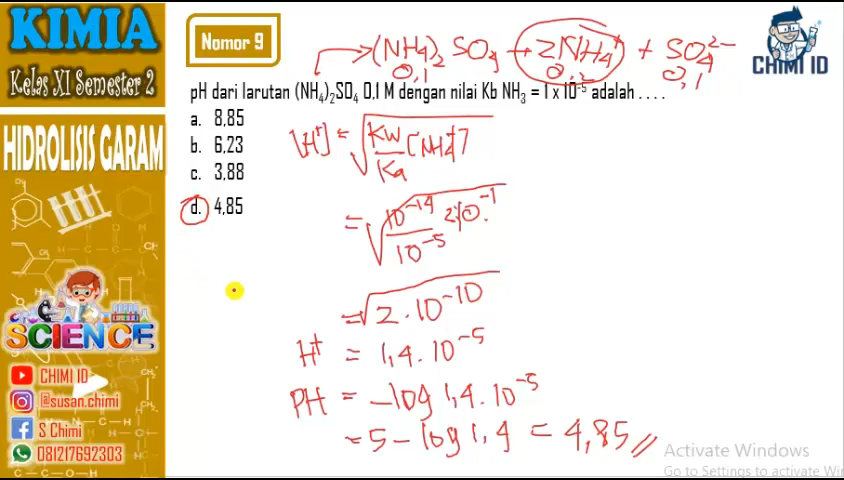 KIMIA
Kelas XI Semester 2
HIDROLISIS GARAM
SCIENCE
CHIMI ID
@susan.chimi
S Chimi
081217692303
Nomor 9
(NH4)2 SO4 → 2NH4+ + SO4 2-
0,1 0,2 0,1
CHIMI ID
pH dari larutan (NH4)2SO4 0,1 M dengan nilai Kb NH3 = 1 x 10-5 adalah . . . .
a. 8,85
b. 6,23
c. 3,88
d. 4,85
[H+] = √Kw/Ka [NH4+]
= √10-14/10-5 2x10-1
= √2 . 10-10
H+ = 1,4 . 10-5
PH = -log 1,4 . 10-5
= 5 - log 1,4 = 4,85 //
Activate Windows
Go to Settings to activate Wi